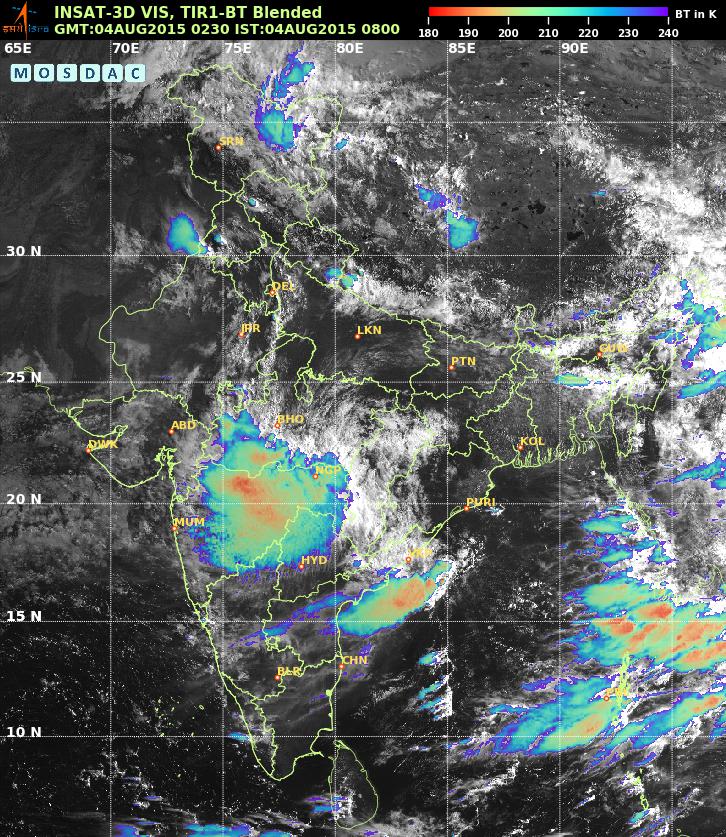 INSAT-3D VIS, TIR1-BT Blended
GMT:04AUG2015 0230 IST:04AUG2015 0800
BT in K
180 190 200 210 220 230 240
65E 70E 75E 80E 85E 90E
MOSDAC
SRN
30 N
DEL
JPR LKN
PTN
GUW
25 N
ABD BHO
DWK KOL
NGP
20 N PURI
MUM
HYD
15 N
BLR CHN
10 N